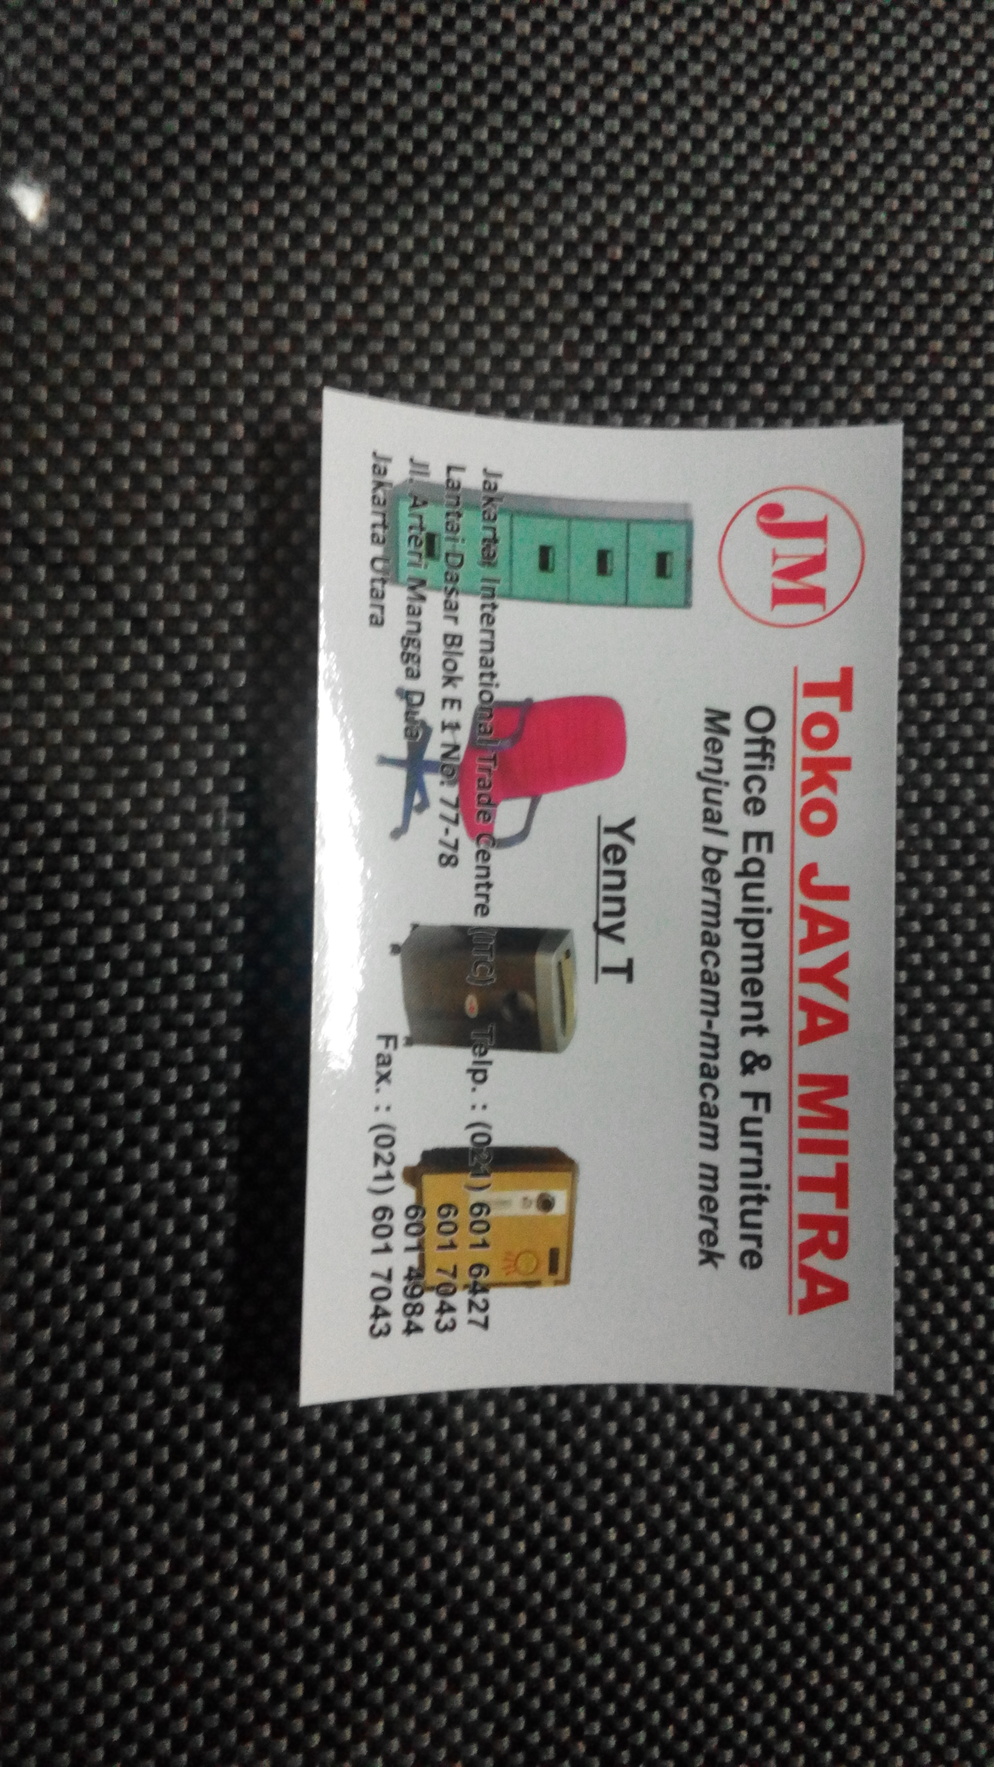 JM
Toko JAYA MITRA
Office Equipment & Furniture
Menjual bermacam-macam merek
Yenny T
Jakarta, International Trade Centre (ITC)
Lantai Dasar Blok E 1 No. 77-78
Jl. Arteri Mangga Dua
Jakarta Utara
Telp. : (021) 601 6427
601 7043
601 4984
Fax. : (021) 601 7043